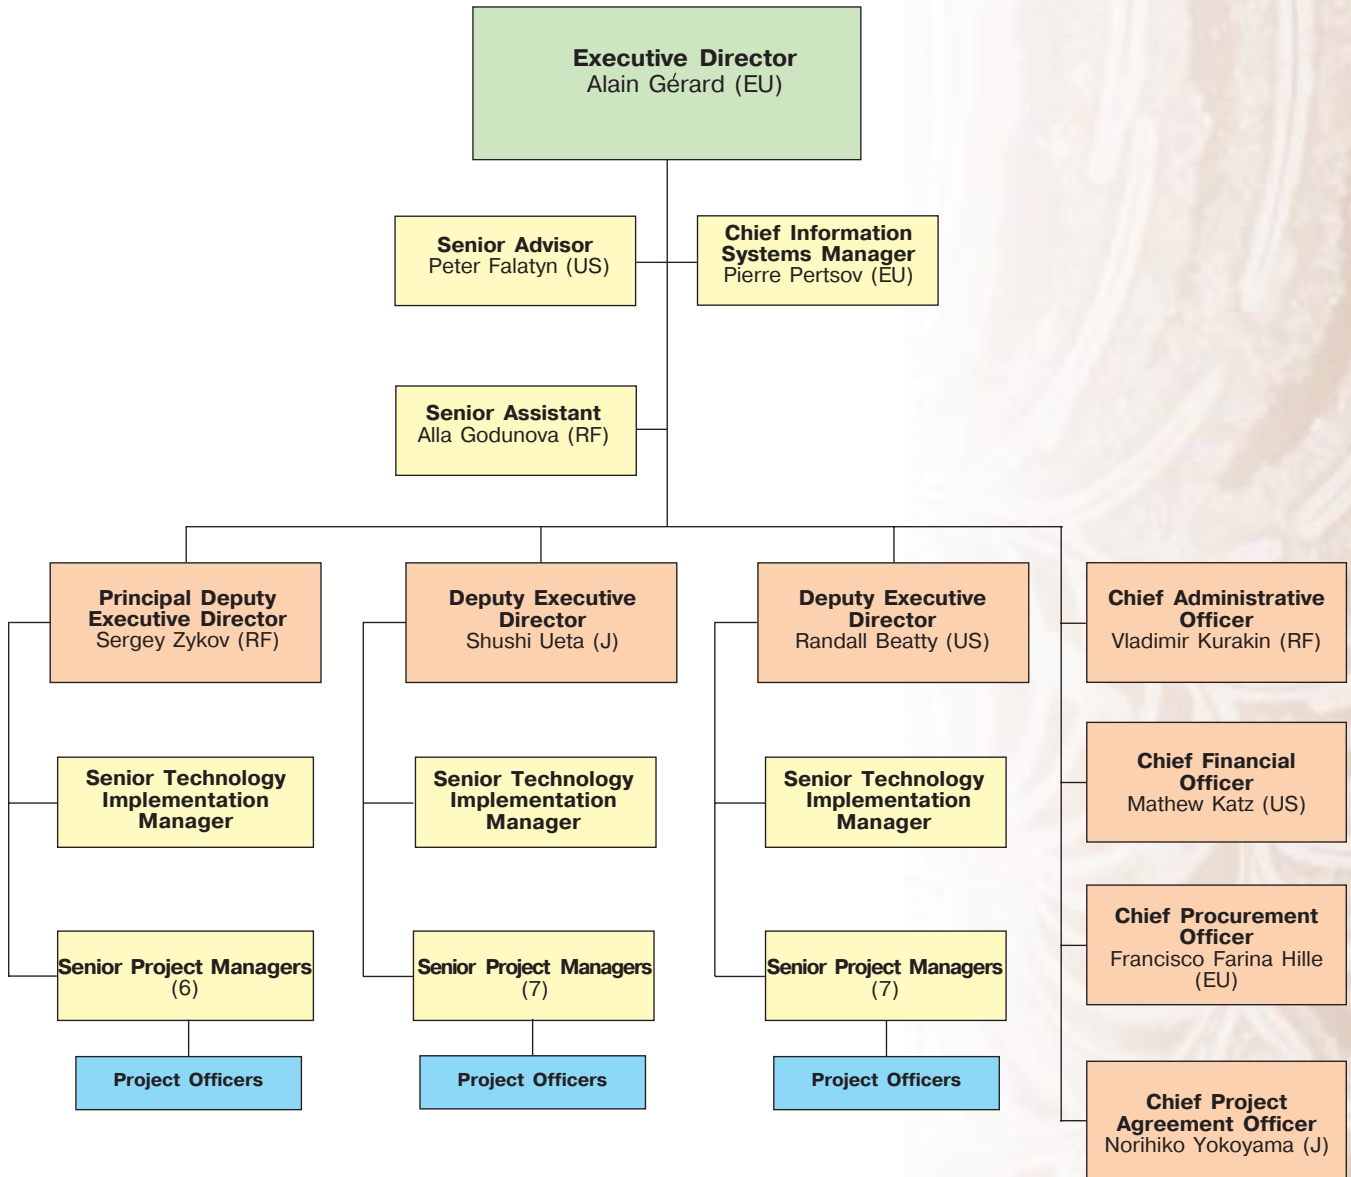 Executive Director
Alain Gérard (EU)
Senior Advisor
Peter Falatyn (US)
Chief Information
Systems Manager
Pierre Pertsov (EU)
Senior Assistant
Alla Godunova (RF)
Principal Deputy
Executive Director
Sergey Zykov (RF)
Deputy Executive
Director
Shushi Ueta (J)
Deputy Executive
Director
Randall Beatty (US)
Chief Administrative
Officer
Vladimir Kurakin (RF)
Senior Technology
Implementation
Manager
Senior Technology
Implementation
Manager
Senior Technology
Implementation
Manager
Chief Financial
Officer
Mathew Katz (US)
Senior Project Managers
(6)
Senior Project Managers
(7)
Senior Project Managers
(7)
Chief Procurement
Officer
Francisco Farina Hille
(EU)
Project Officers
Project Officers
Project Officers
Chief Project
Agreement Officer
Norihiko Yokoyama (J)